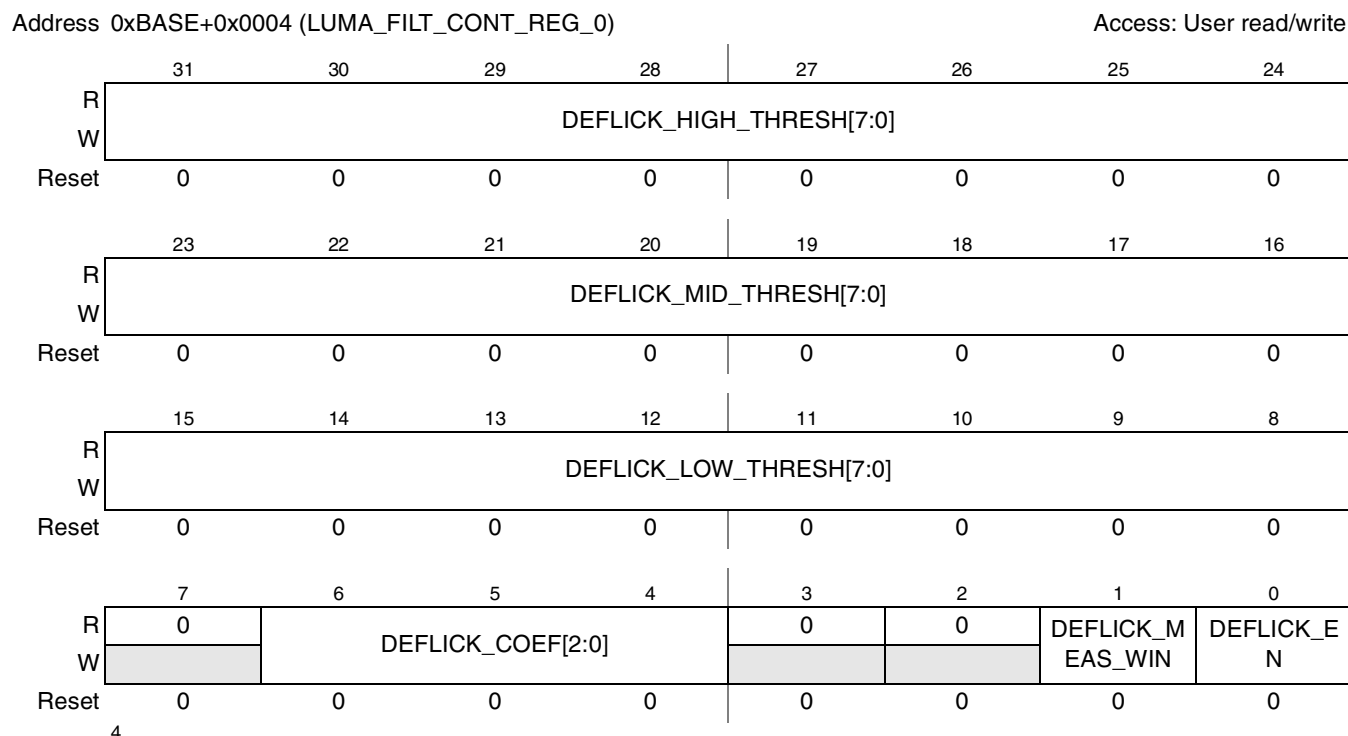 Address 0xBASE+0x0004 (LUMA_FILT_CONT_REG_0) Access: User read/write
31 30 29 28 27 26 25 24
R
DEFLICK_HIGH_THRESH[7:0]
W
Reset 0 0 0 0 0 0 0 0
23 22 21 20 19 18 17 16
R
DEFLICK_MID_THRESH[7:0]
W
Reset 0 0 0 0 0 0 0 0
15 14 13 12 11 10 9 8
R
DEFLICK_LOW_THRESH[7:0]
W
Reset 0 0 0 0 0 0 0 0
7 6 5 4 3 2 1 0
R 0 DEFLICK_COEF[2:0] 0 0 DEFLICK_M DEFLICK_E
W EAS_WIN N
Reset 0 0 0 0 0 0 0 0
4